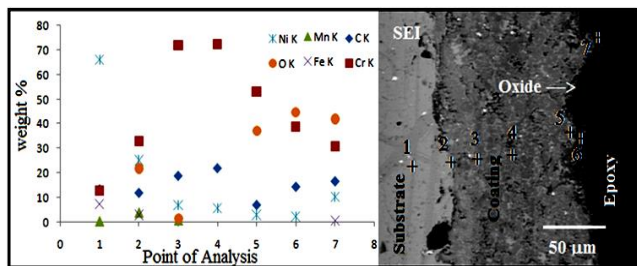 80
70
60
50
40
30
20
10
0
weight %
Ni K
Mn K
C K
O K
Fe K
Cr K
0 1 2 3 4 5 6 7 8
Point of Analysis
SEI
Oxide
1 2 3 4 5 6 7
Substrate
Coating
Epoxy
50 µm